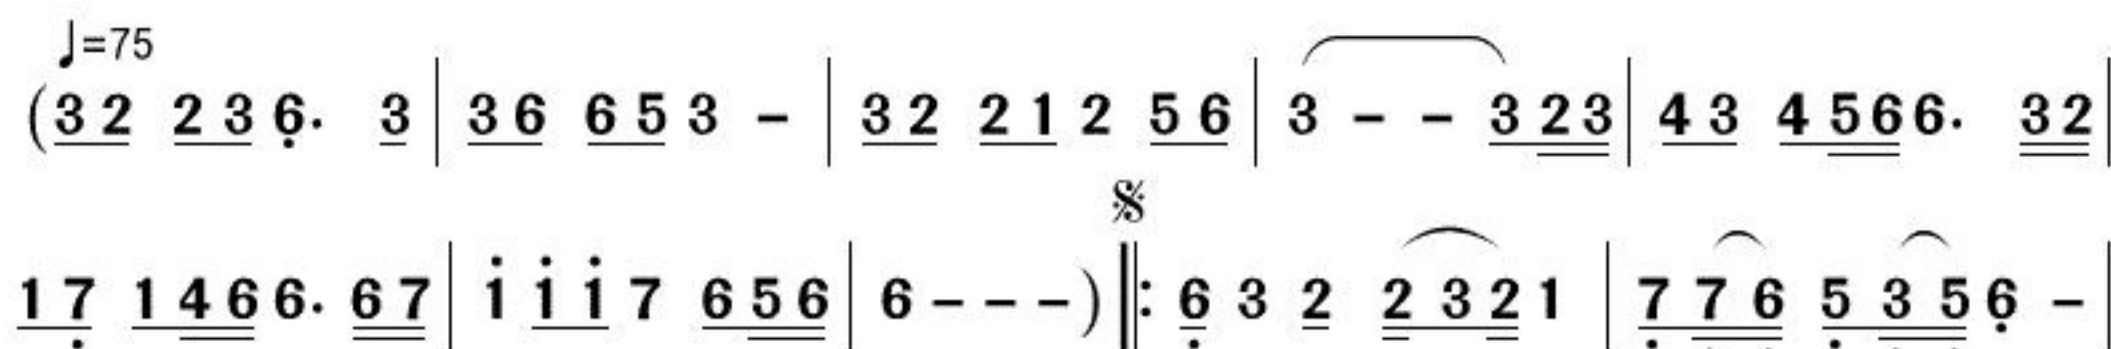 ♩=75
(3 2 2 3 6̣· 3 | 3 6 6 5 3 – | 3 2 2 1 2 5 6 | 3 – – 3 2 3 | 4 3 4 5 6 6· 3 2 |
1 7̣ 1 4 6 6· 6 7 | 1̇ 1̇ 1̇ 7 6 5 6 | 6 – – –) 𝄋 ‖: 6̣ 3 2 2 3 2 1 | 7̣ 7̣ 6̣ 5̣ 3̣ 5̣ 6̣ – |